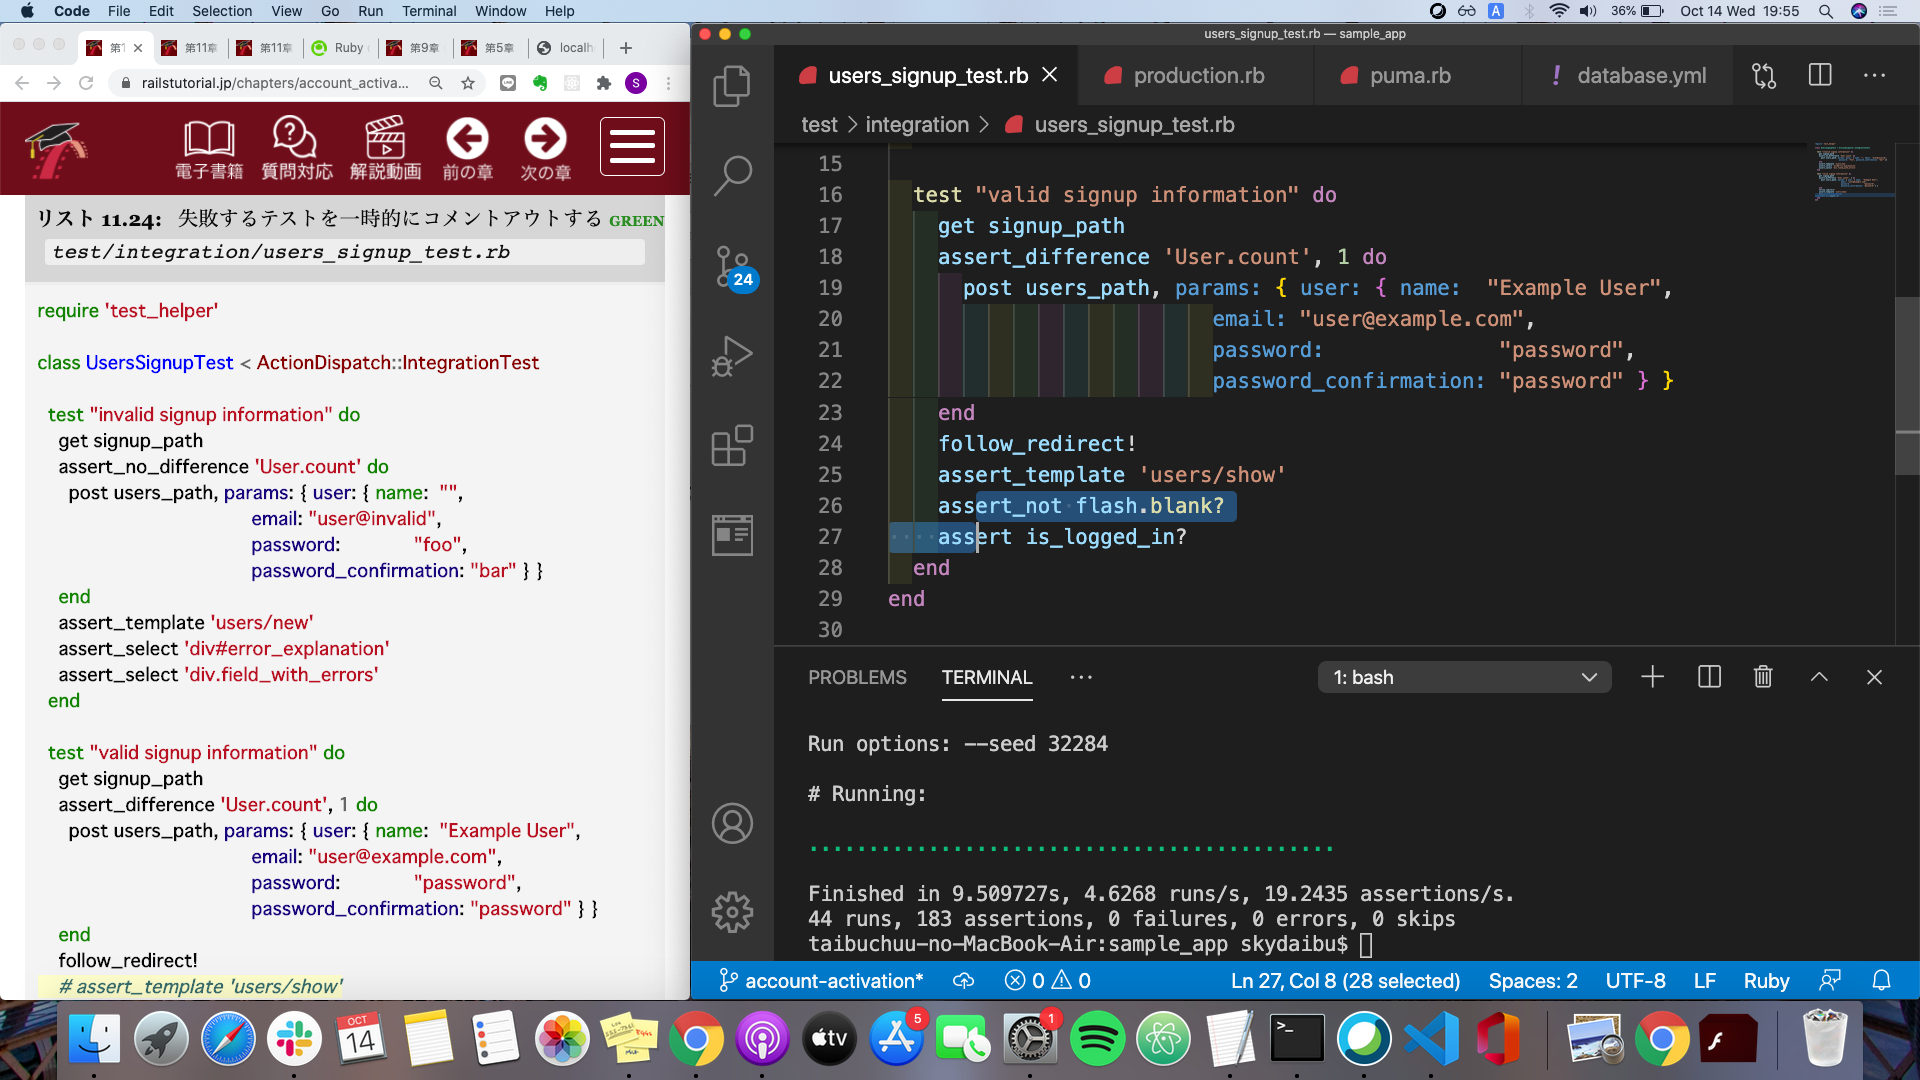 Code File Edit Selection View Go Run Terminal Window Help
36% Oct 14 Wed 19:55
第1
第11章
第11章
Ruby
第9章
第5章
localh
railstutorial.jp/chapters/account_activa...
S
電子書籍
質問対応
解説動画
前の章
次の章
リスト 11.24: 失敗するテストを一時的にコメントアウトする GREEN
test/integration/users_signup_test.rb
require 'test_helper'
class UsersSignupTest < ActionDispatch::IntegrationTest
test "invalid signup information" do
get signup_path
assert_no_difference 'User.count' do
post users_path, params: { user: { name: "",
email: "user@invalid",
password: "foo",
password_confirmation: "bar" } }
end
assert_template 'users/new'
assert_select 'div#error_explanation'
assert_select 'div.field_with_errors'
end
test "valid signup information" do
get signup_path
assert_difference 'User.count', 1 do
post users_path, params: { user: { name: "Example User",
email: "user@example.com",
password: "password",
password_confirmation: "password" } }
end
follow_redirect!
# assert_template 'users/show'
users_signup_test.rb — sample_app
users_signup_test.rb
production.rb
puma.rb
! database.yml
test > integration > users_signup_test.rb
24
15
16 test "valid signup information" do
17 get signup_path
18 assert_difference 'User.count', 1 do
19 post users_path, params: { user: { name: "Example User",
20 email: "user@example.com",
21 password: "password",
22 password_confirmation: "password" } }
23 end
24 follow_redirect!
25 assert_template 'users/show'
26 assert_not flash.blank?
27 assert is_logged_in?
28 end
29 end
30
PROBLEMS TERMINAL ... 1: bash
Run options: --seed 32284
# Running:
............................................
Finished in 9.509727s, 4.6268 runs/s, 19.2435 assertions/s.
44 runs, 183 assertions, 0 failures, 0 errors, 0 skips
taibuchuu-no-MacBook-Air:sample_app skydaibu$
account-activation* 0 0 Ln 27, Col 8 (28 selected) Spaces: 2 UTF-8 LF Ruby
OCT
14
tv
5
1